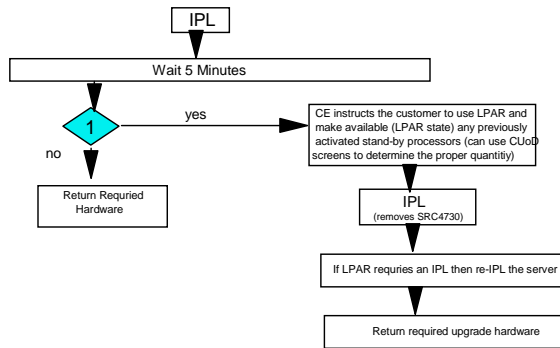 IPL
Wait 5 Minutes
1
yes
no
CE instructs the customer to use LPAR and
make available (LPAR state) any previously
activated stand-by processors (can use CUoD
screens to determine the proper quantitiy)
Return Requried
Hardware
IPL
(removes SRC4730)
If LPAR requries an IPL then re-IPL the server
Return required upgrade hardware